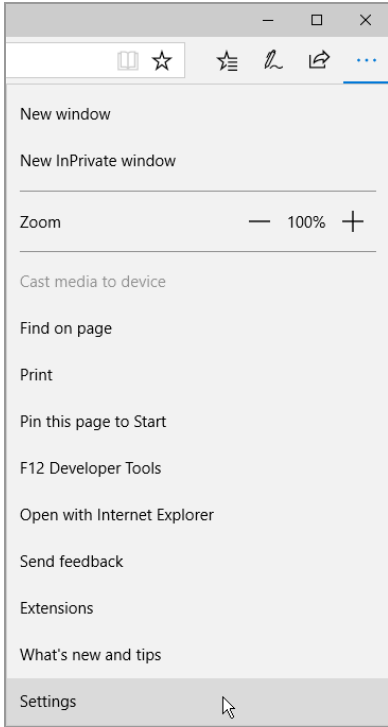 New window
New InPrivate window
Zoom
100%
Cast media to device
Find on page
Print
Pin this page to Start
F12 Developer Tools
Open with Internet Explorer
Send feedback
Extensions
What's new and tips
Settings